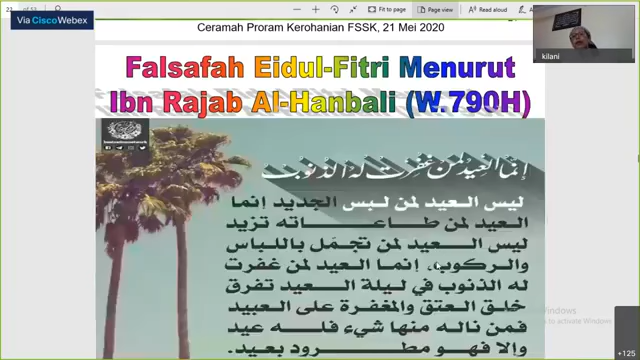 Via Cisco Webex
Fit to page
Page view
Read aloud
Ceramah Proram Kerohanian FSSK, 21 Mei 2020
kilani
Falsafah Eidul-Fitri Menurut
Ibn Rajab Al-Hanbali (W.790H)
إنما العيد لمن غفرت له الذنوب
ليس العيد لمن لبس الجديد إنما
العيد لمن طاعاته تزيد
ليس العيد لمن تجمل باللباس
والركوب، إنما العيد لمن غفرت
له الذنوب في ليلة العيد تفرق
خلق العتق والمغفرة على العبيد
فمن ناله منها شيء فله عيد
وإلا فهو مطرود بعيد.
+125